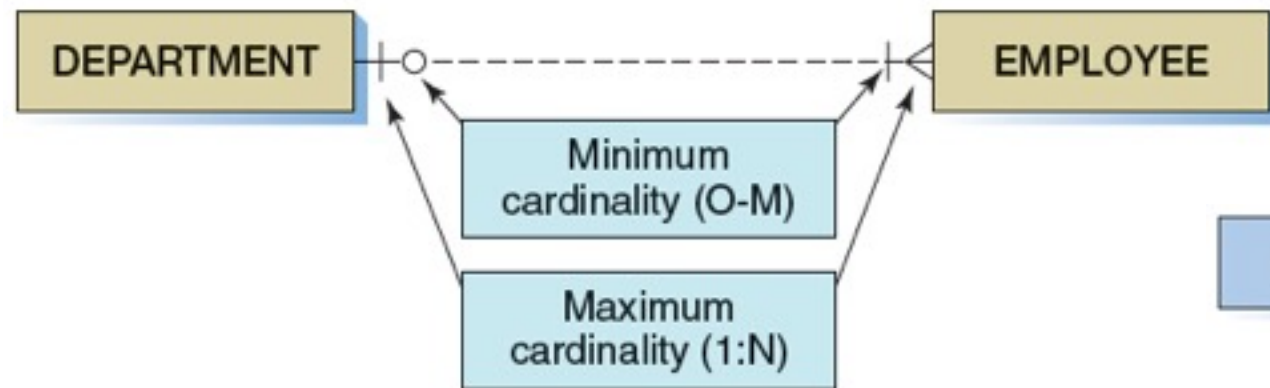 DEPARTMENT
EMPLOYEE
Minimum
cardinality (O-M)
Maximum
cardinality (1:N)